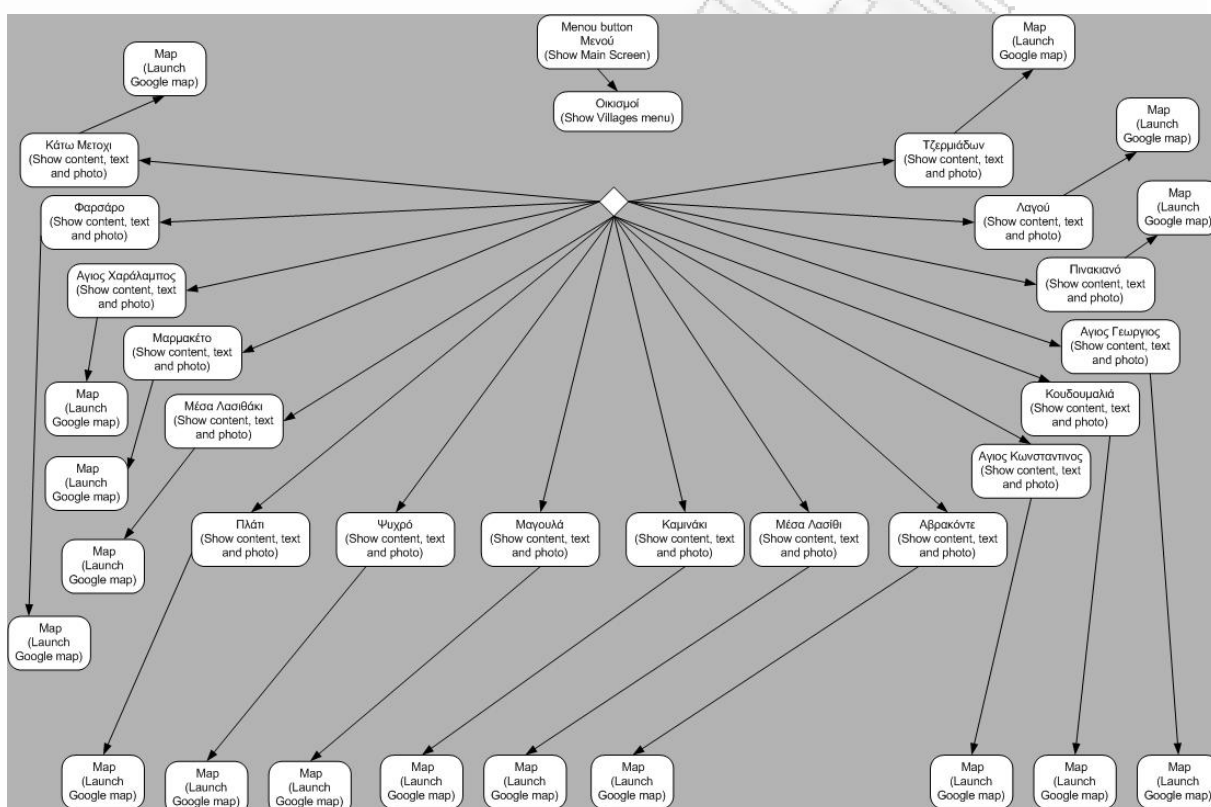 Menou button
Μενού
(Show Main Screen)
Οικισμοί
(Show Villages menu)
Map
(Launch
Google map)
Map
(Launch
Google map)
Map
(Launch
Google map)
Κάτω Μετοχι
(Show content, text
and photo)
Τζερμιάδων
(Show content, text
and photo)
Map
(Launch
Google map)
Φαρσάρο
(Show content, text
and photo)
Λαγού
(Show content, text
and photo)
Αγιος Χαράλαμπος
(Show content, text
and photo)
Πινακιανό
(Show content, text
and photo)
Μαρμακέτο
(Show content, text
and photo)
Αγιος Γεωργιος
(Show content, text
and photo)
Map
(Launch
Google map)
Μέσα Λασιθάκι
(Show content, text
and photo)
Κουδουμαλιά
(Show content, text
and photo)
Map
(Launch
Google map)
Αγιος Κωνσταντινος
(Show content, text
and photo)
Πλάτι
(Show content, text
and photo)
Ψυχρό
(Show content, text
and photo)
Μαγουλά
(Show content, text
and photo)
Καμινάκι
(Show content, text
and photo)
Μέσα Λασίθι
(Show content, text
and photo)
Αβρακόντε
(Show content, text
and photo)
Map
(Launch
Google map)
Map
(Launch
Google map)
Map
(Launch
Google map)
Map
(Launch
Google map)
Map
(Launch
Google map)
Map
(Launch
Google map)
Map
(Launch
Google map)
Map
(Launch
Google map)
Map
(Launch
Google map)
Map
(Launch
Google map)
Map
(Launch
Google map)